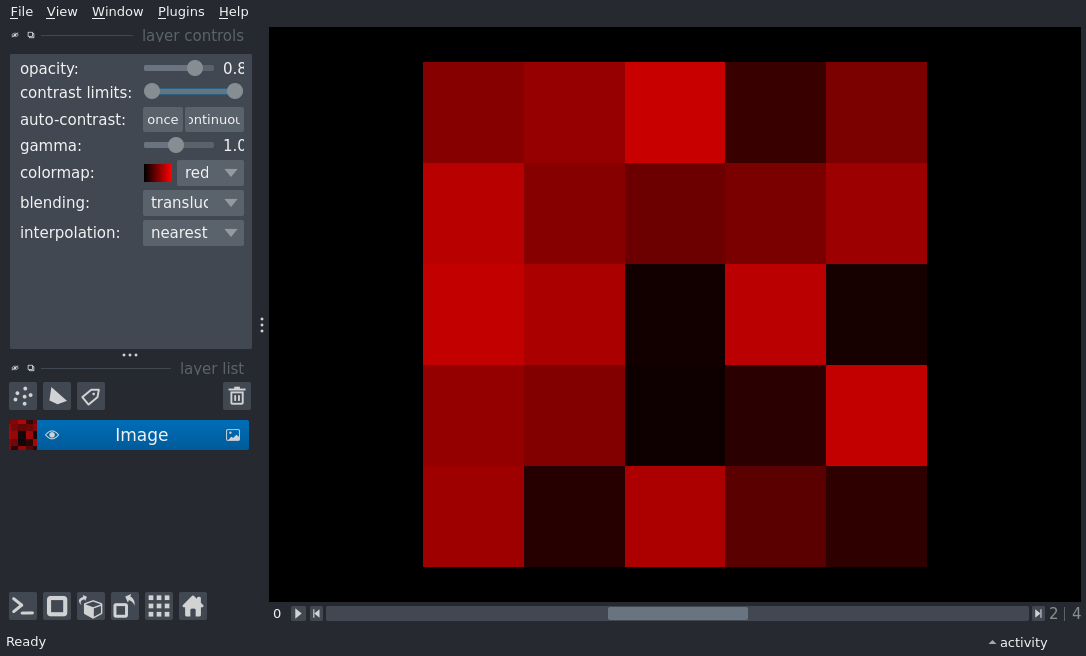 File View Window Plugins Help
layer controls
opacity: 0.8
contrast limits:
auto-contrast: once ontinuou
gamma: 1.0
colormap: red
blending: transluc
interpolation: nearest
layer list
Image
0 2 | 4
Ready
activity